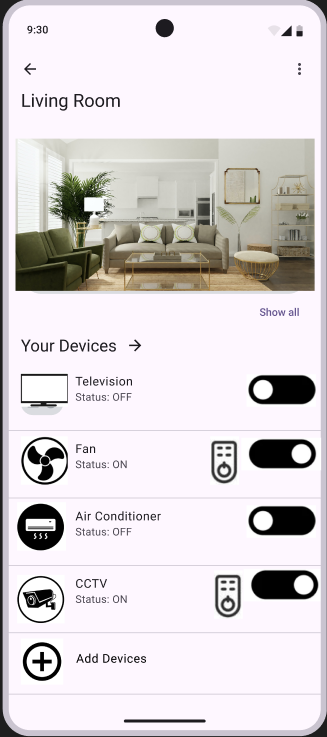 9:30
Living Room
Show all
Your Devices
Television
Status: OFF
Fan
Status: ON
Air Conditioner
Status: OFF
CCTV
Status: ON
Add Devices